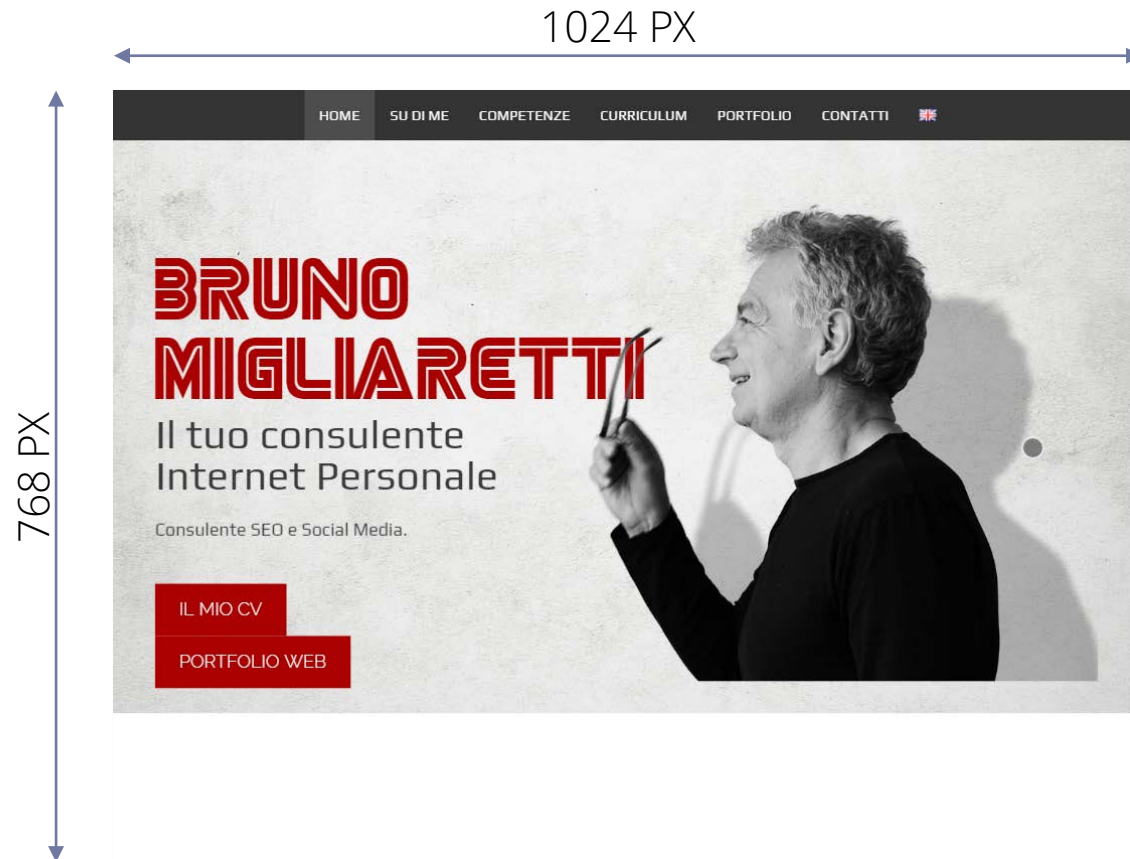 1024 PX
768 PX
HOME SU DI ME COMPETENZE CURRICULUM PORTFOLIO CONTATTI
BRUNO
MIGLIARETTI
Il tuo consulente
Internet Personale
Consulente SEO e Social Media.
IL MIO CV
PORTFOLIO WEB